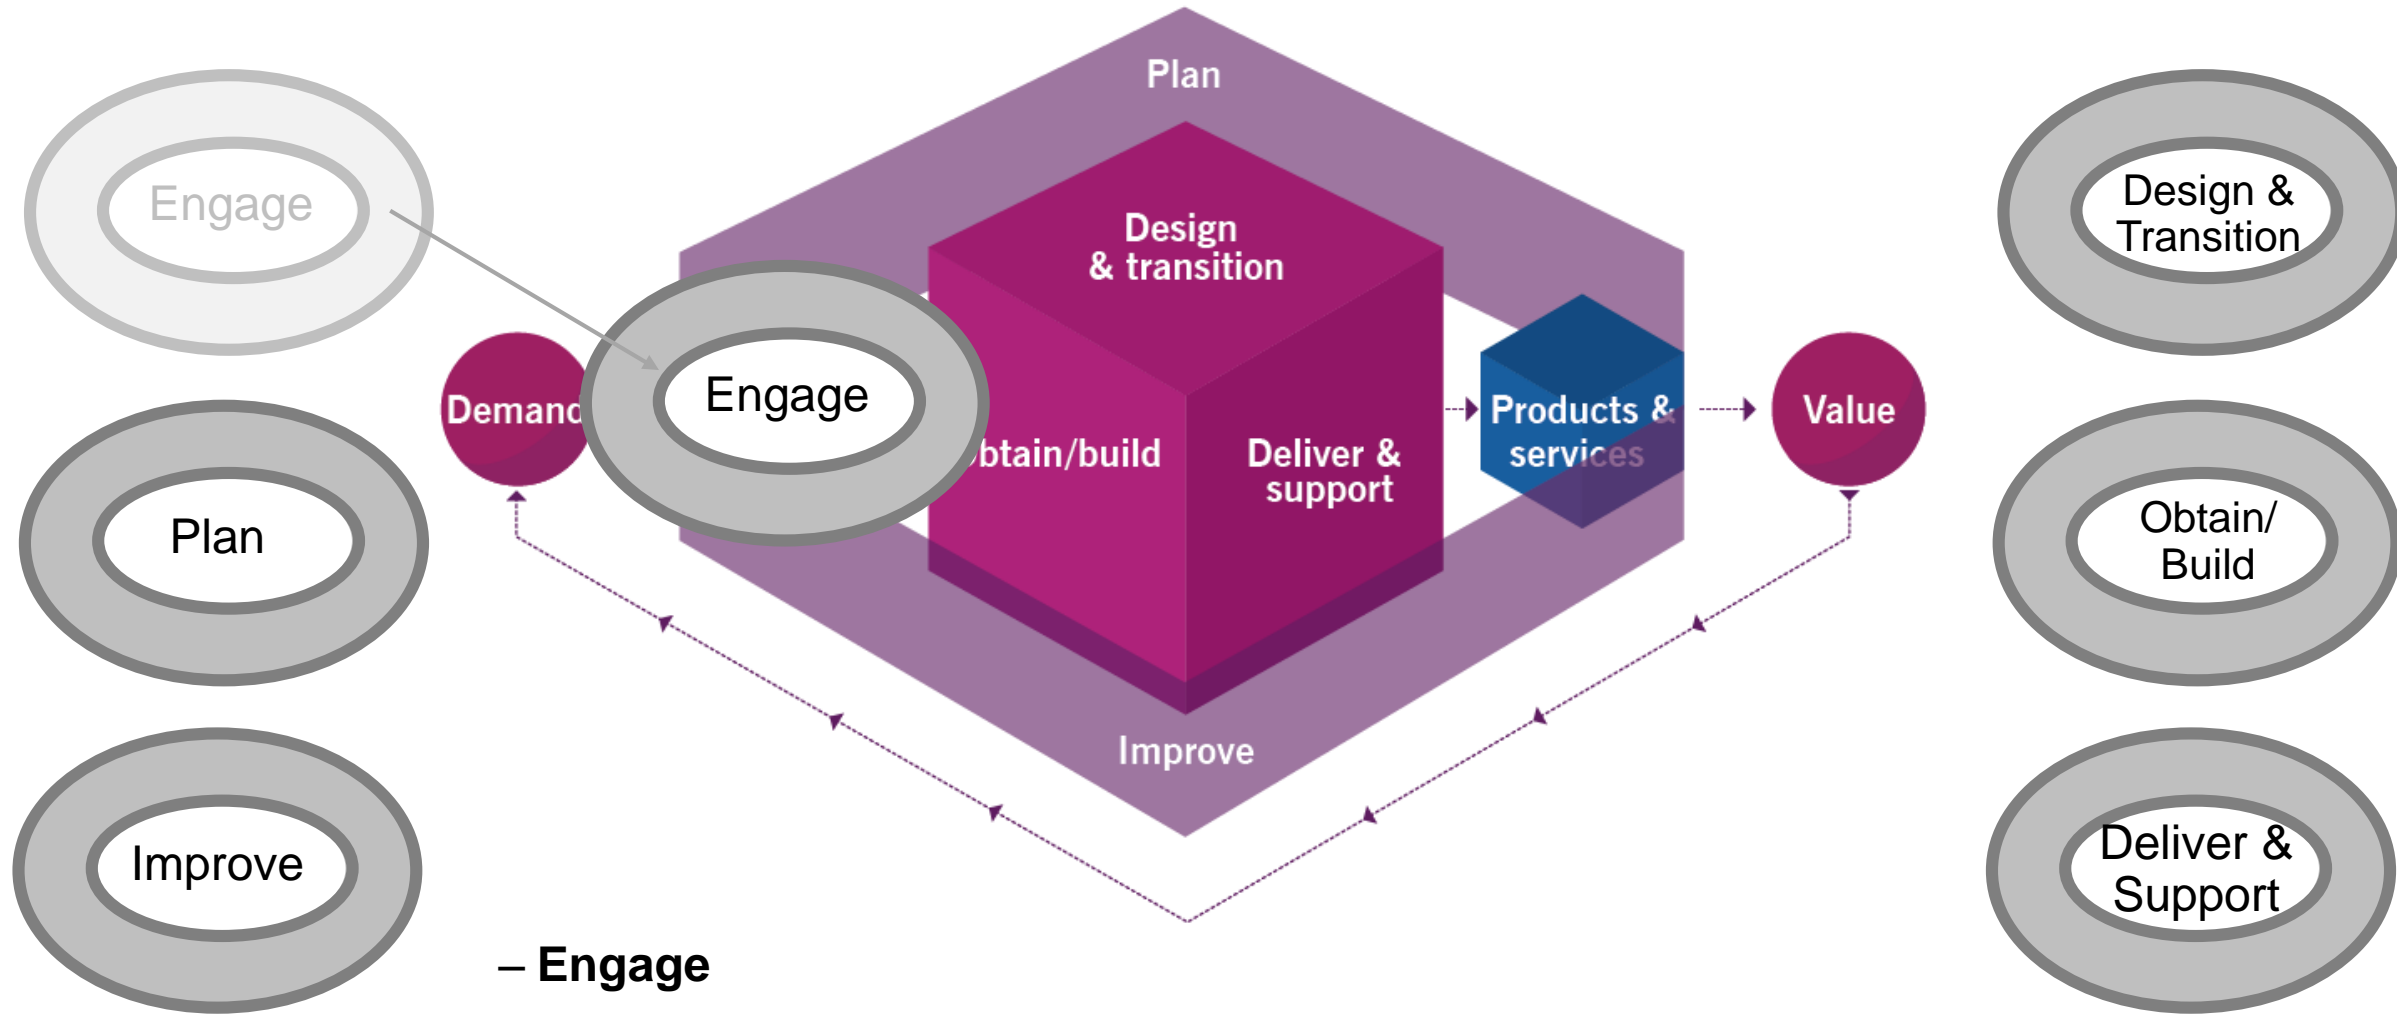 Plan
Engage
Design
& transition
Design &
Transition
Engage
Demand
Obtain/build
Deliver &
support
Products &
services
Value
Plan
Obtain/
Build
Improve
Improve
Deliver &
Support
– Engage